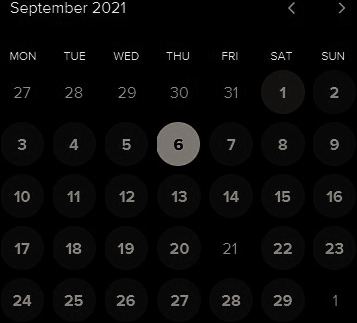 September 2021
MON TUE WED THU FRI SAT SUN
27 28 29 30 31 1 2
3 4 5 6 7 8 9
10 11 12 13 14 15 16
17 18 19 20 21 22 23
24 25 26 27 28 29 1